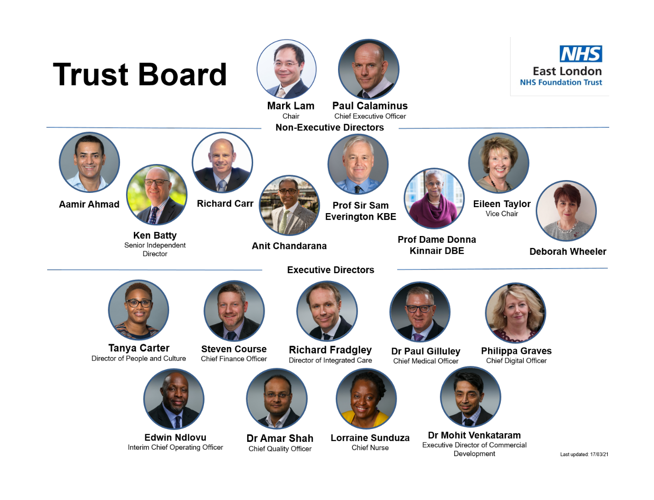 Trust Board
NHS
East London
NHS Foundation Trust
Mark Lam
Chair
Paul Calaminus
Chief Executive Officer
Non-Executive Directors
Aamir Ahmad
Ken Batty
Senior Independent
Director
Richard Carr
Anit Chandarana
Prof Sir Sam
Everington KBE
Prof Dame Donna
Kinnair DBE
Eileen Taylor
Vice Chair
Deborah Wheeler
Executive Directors
Tanya Carter
Director of People and Culture
Steven Course
Chief Finance Officer
Richard Fradgley
Director of Integrated Care
Dr Paul Gilluley
Chief Medical Officer
Philippa Graves
Chief Digital Officer
Edwin Ndlovu
Interim Chief Operating Officer
Dr Amar Shah
Chief Quality Officer
Lorraine Sunduza
Chief Nurse
Dr Mohit Venkataram
Executive Director of Commercial
Development
Last updated: 17/03/21